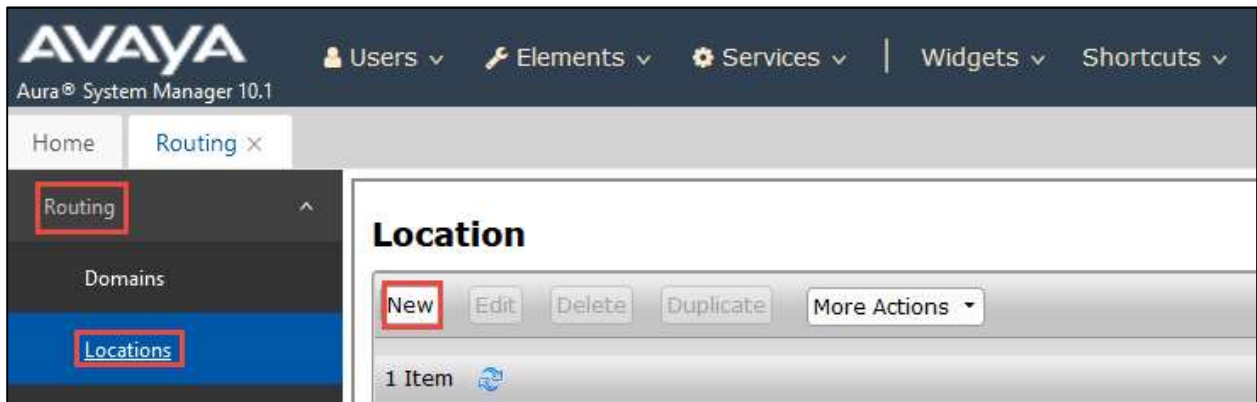 AVAYA
Aura® System Manager 10.1
Users Elements Services | Widgets Shortcuts
Home Routing ×
Routing
Domains
Locations
Location
New Edit Delete Duplicate More Actions
1 Item